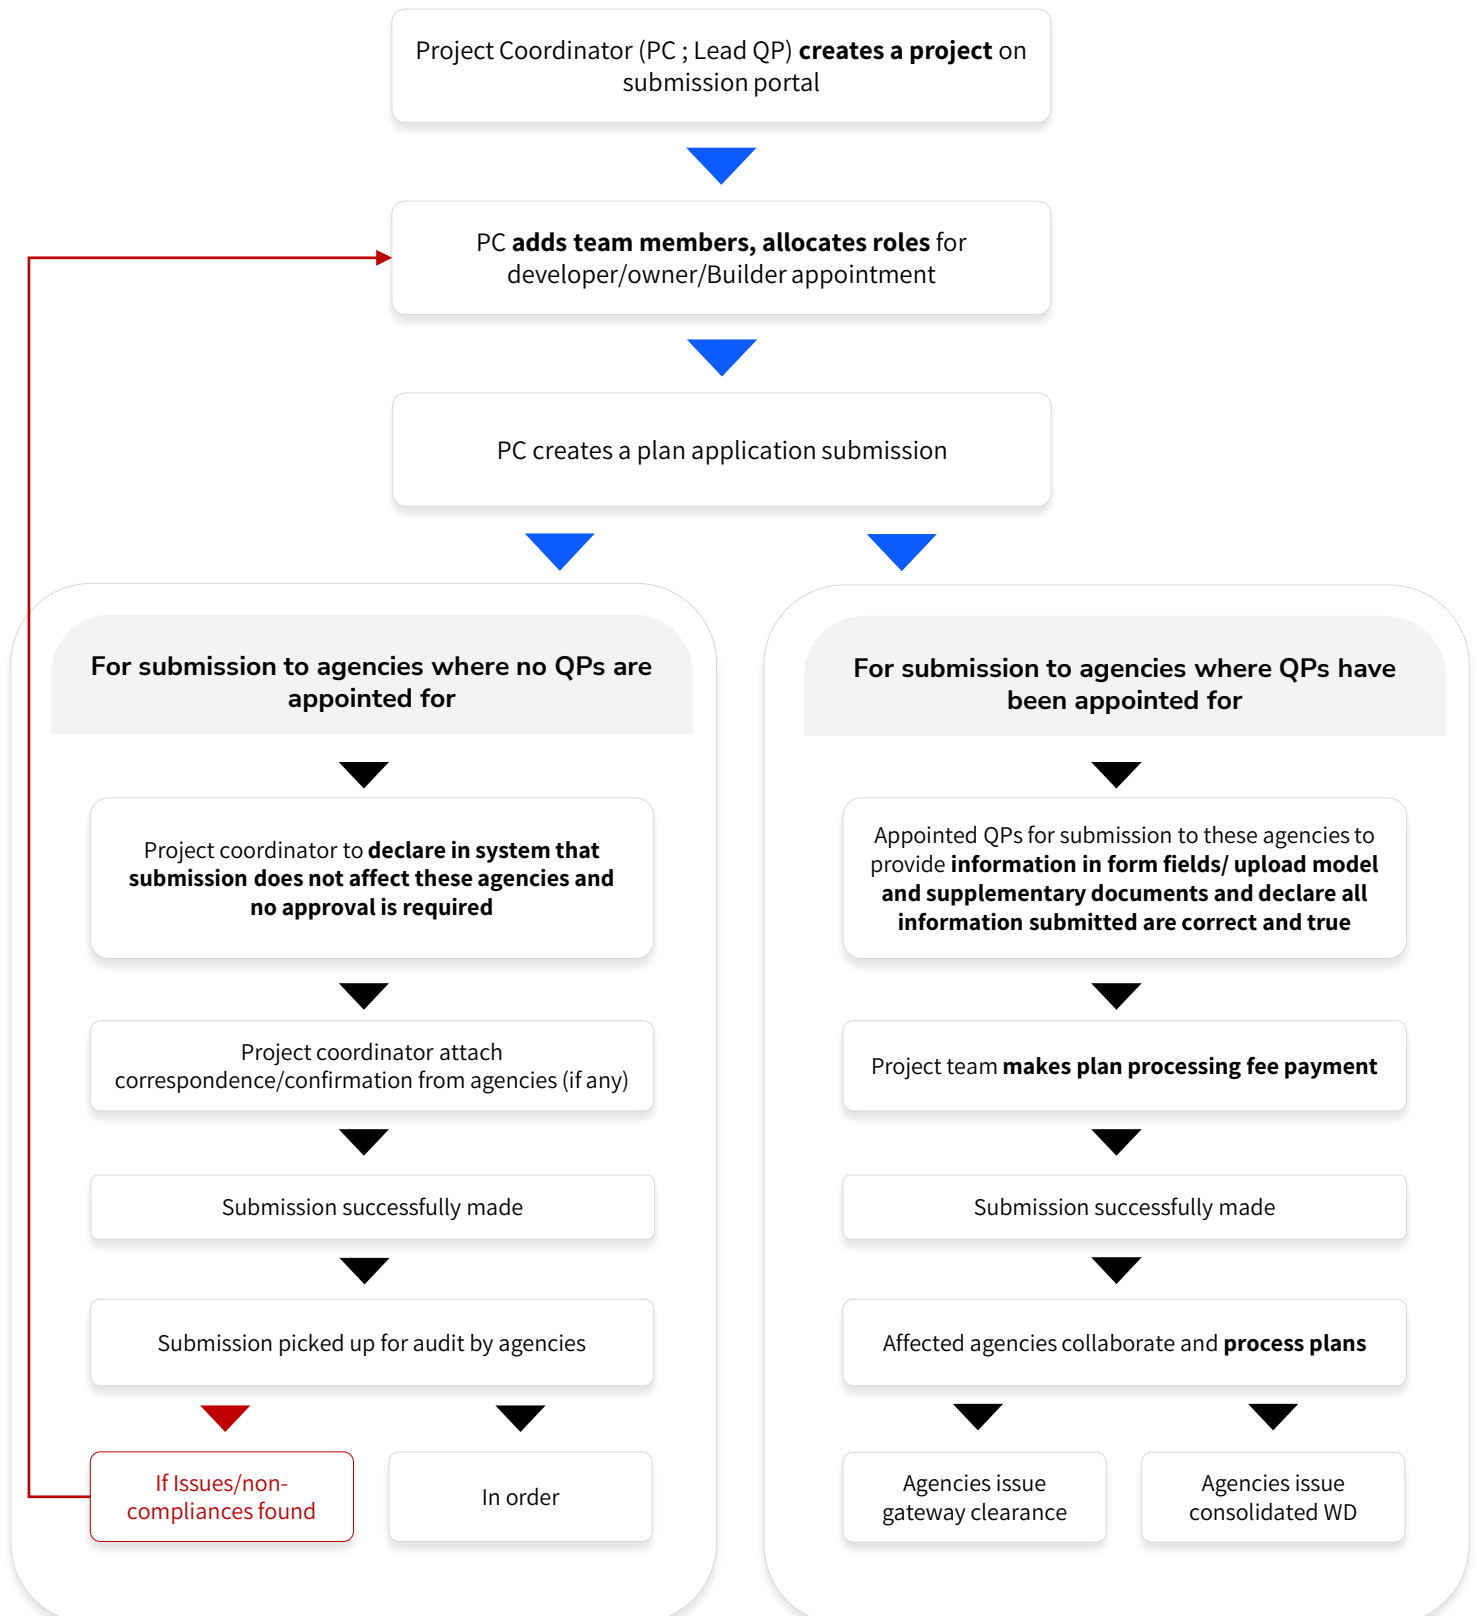 Project Coordinator (PC ; Lead QP) creates a project on
submission portal
PC adds team members, allocates roles for
developer/owner/Builder appointment
PC creates a plan application submission
For submission to agencies where no QPs are
appointed for
Project coordinator to declare in system that
submission does not affect these agencies and
no approval is required
Project coordinator attach
correspondence/confirmation from agencies (if any)
Submission successfully made
Submission picked up for audit by agencies
If Issues/non-
compliances found
In order
For submission to agencies where QPs have
been appointed for
Appointed QPs for submission to these agencies to
provide information in form fields/ upload model
and supplementary documents and declare all
information submitted are correct and true
Project team makes plan processing fee payment
Submission successfully made
Affected agencies collaborate and process plans
Agencies issue
gateway clearance
Agencies issue
consolidated WD